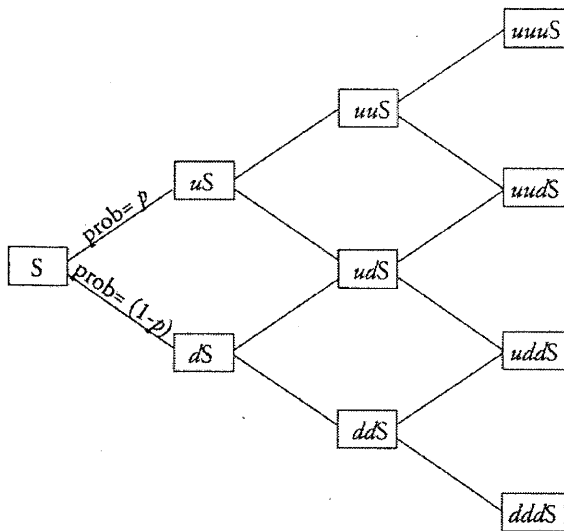 S
prob= p
prob= (1-p)
uS
dS
uuS
udS
ddS
uuuS
uudS
uddS
dddS